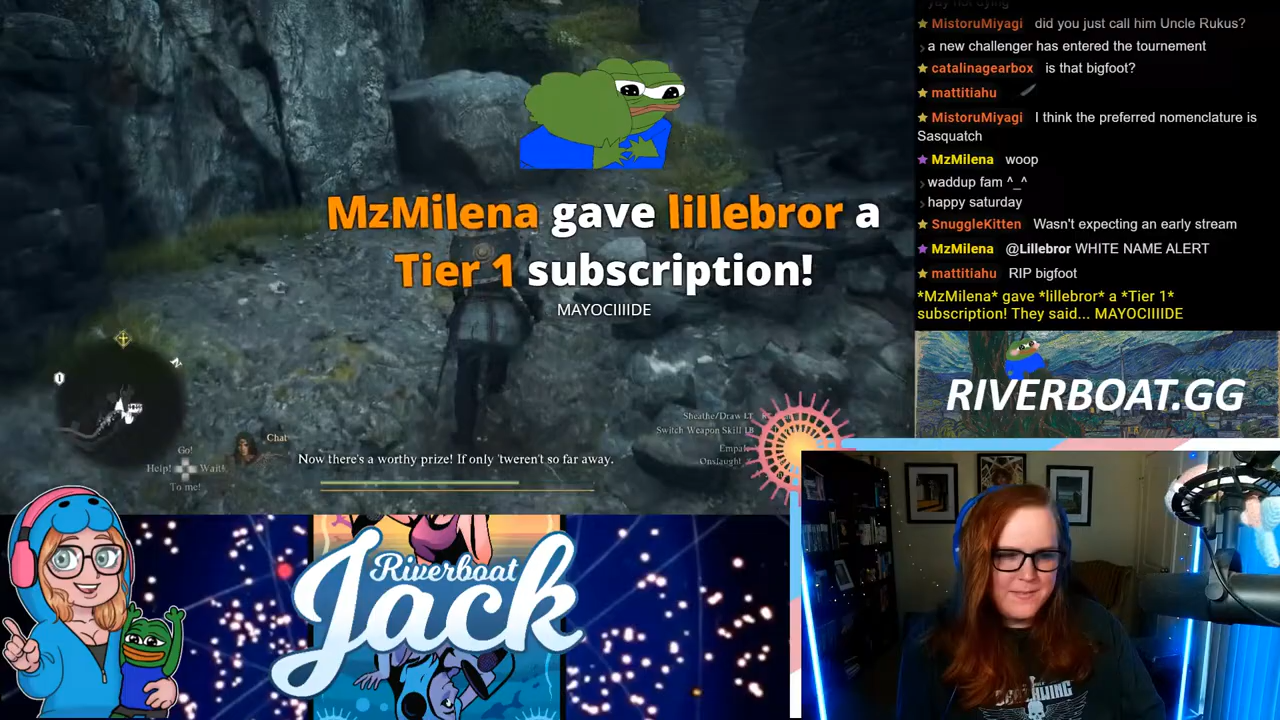 yay not dying
MistoruMiyagi did you just call him Uncle Rukus?
a new challenger has entered the tournement
catalinagearbox is that bigfoot?
mattitiahu
MistoruMiyagi I think the preferred nomenclature is
Sasquatch
MzMilena woop
waddup fam ^_^
happy saturday
SnuggleKitten Wasn't expecting an early stream
MzMilena @Lillebror WHITE NAME ALERT
mattitiahu RIP bigfoot
*MzMilena* gave *lillebror* a *Tier 1*
subscription! They said... MAYOCIIIIDE
MzMilena gave lillebror a
Tier 1 subscription!
MAYOCIIIIDE
RIVERBOAT.GG
N
1
Sheathe/Draw LT
Switch Weapon Skill LB
Empale
Onslaught
Chat
Go!
Help! Wait!
To me!
Now there's a worthy prize! If only 'tweren't so far away.
Riverboat
Jack